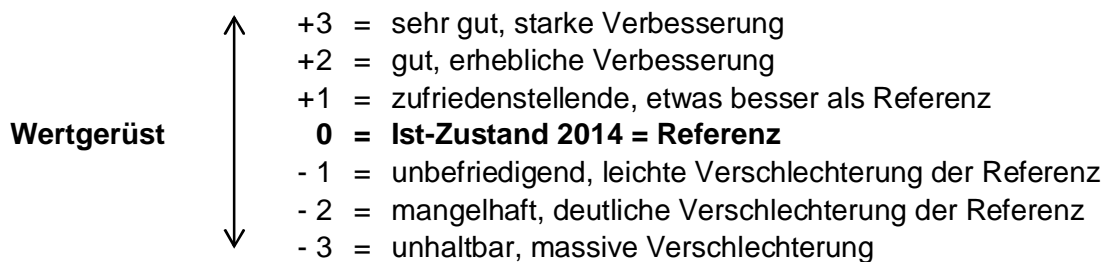 +3 = sehr gut, starke Verbesserung
+2 = gut, erhebliche Verbesserung
+1 = zufriedenstellende, etwas besser als Referenz
Wertgerüst 0 = Ist-Zustand 2014 = Referenz
- 1 = unbefriedigend, leichte Verschlechterung der Referenz
- 2 = mangelhaft, deutliche Verschlechterung der Referenz
- 3 = unhaltbar, massive Verschlechterung